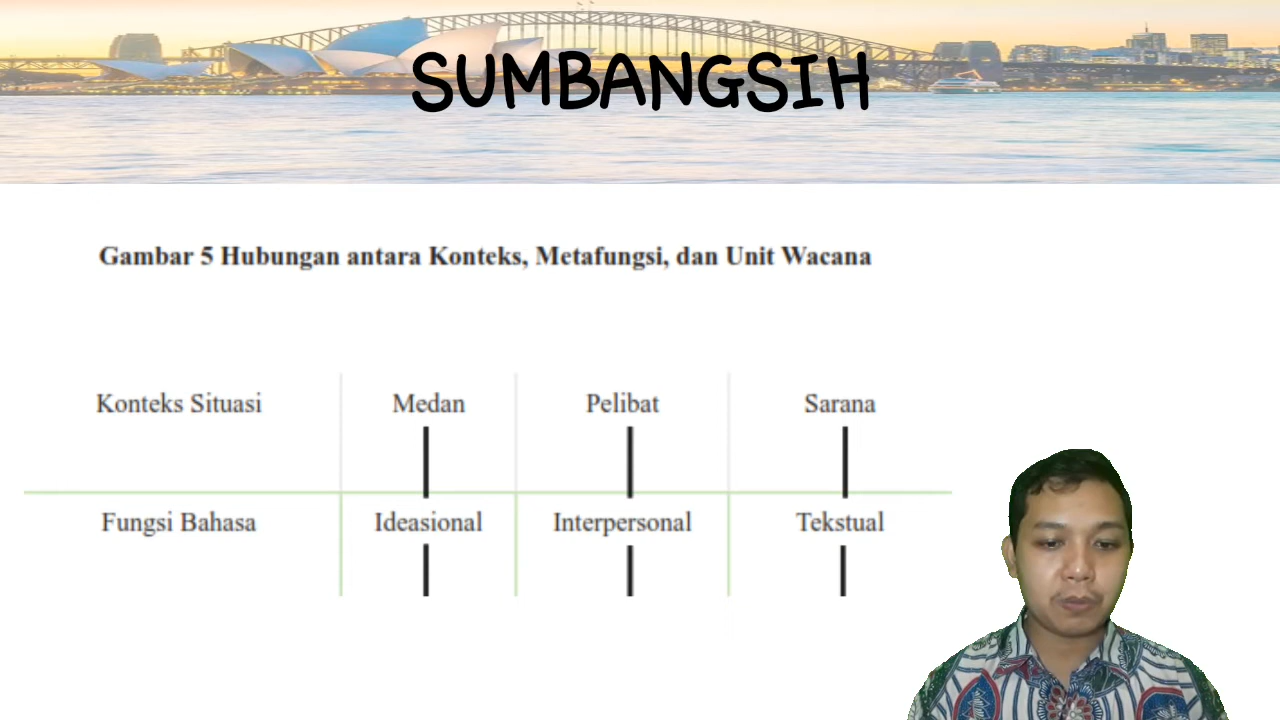 SUMBANGSIH
Gambar 5 Hubungan antara Konteks, Metafungsi, dan Unit Wacana
Konteks Situasi Medan Pelibat Sarana
Fungsi Bahasa Ideasional Interpersonal Tekstual